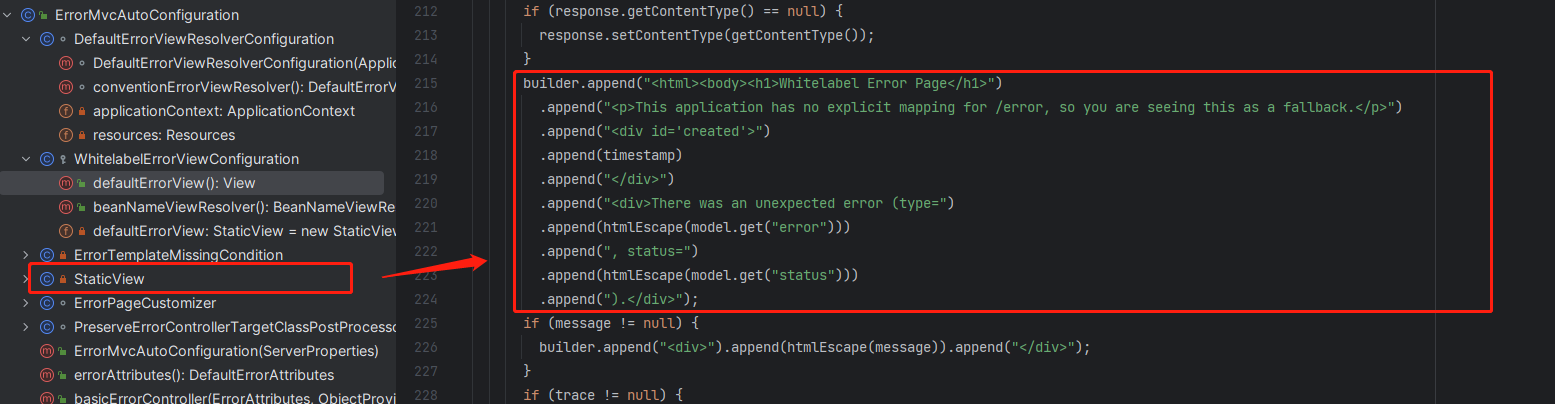 ErrorMvcAutoConfiguration
DefaultErrorViewResolverConfiguration
DefaultErrorViewResolverConfiguration(Applic
conventionErrorViewResolver(): DefaultErrorV
applicationContext: ApplicationContext
resources: Resources
WhitelabelErrorViewConfiguration
defaultErrorView(): View
beanNameViewResolver(): BeanNameViewRe
defaultErrorView: StaticView = new StaticView
ErrorTemplateMissingCondition
StaticView
ErrorPageCustomizer
PreserveErrorControllerTargetClassPostProcesso
ErrorMvcAutoConfiguration(ServerProperties)
errorAttributes(): DefaultErrorAttributes
basicErrorController(ErrorAttributes, ObjectProvi
212 if (response.getContentType() == null) {
213 response.setContentType(getContentType());
214 }
215 builder.append("<html><body><h1>Whitelabel Error Page</h1>")
216 .append("<p>This application has no explicit mapping for /error, so you are seeing this as a fallback.</p>")
217 .append("<div id='created'>")
218 .append(timestamp)
219 .append("</div>")
220 .append("<div>There was an unexpected error (type=")
221 .append(htmlEscape(model.get("error")))
222 .append(", status=")
223 .append(htmlEscape(model.get("status")))
224 .append(").</div>");
225 if (message != null) {
226 builder.append("<div>").append(htmlEscape(message)).append("</div>");
227 }
228 if (trace != null) {